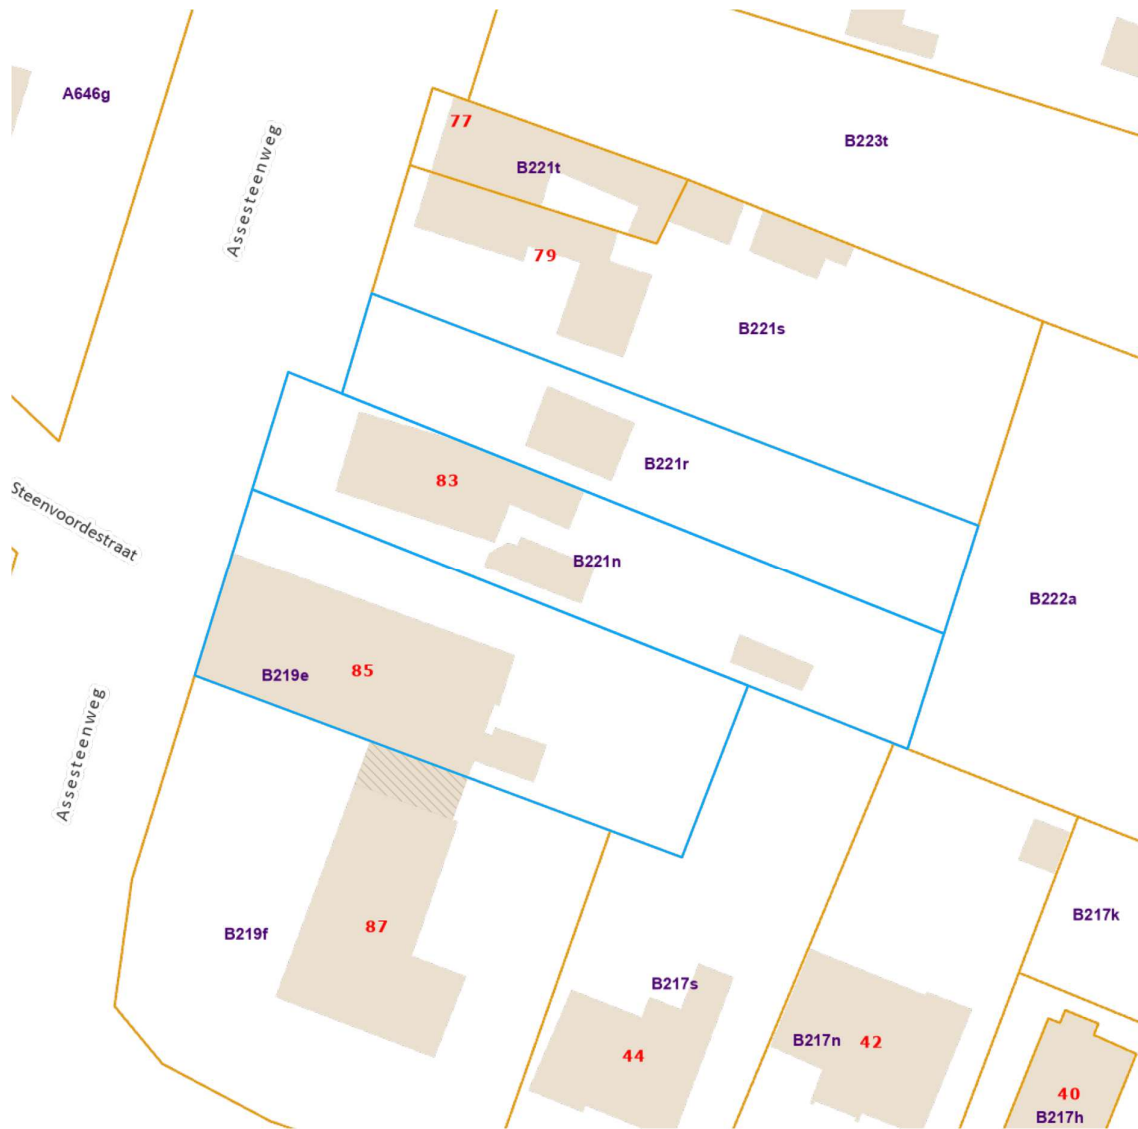 A646g
77
B223t
B221t
Assesteenweg
79
B221s
B221r
83
Steenvoordestraat
B221n
B222a
85
B219e
Assesteenweg
B217k
87
B219f
B217s
B217n
42
44
40
B217h